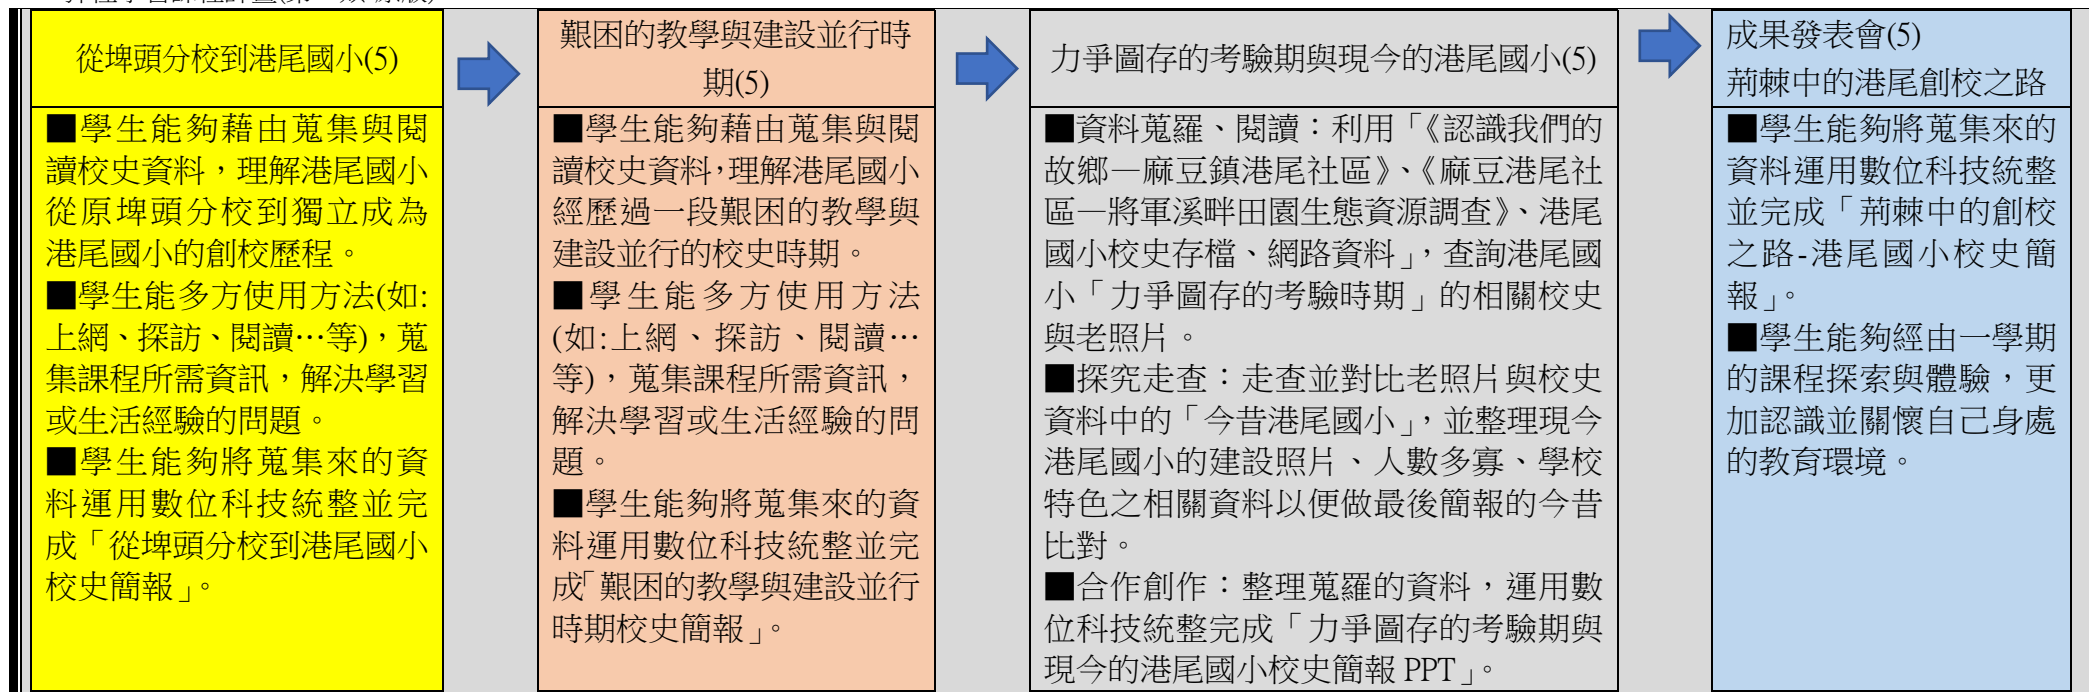 從埤頭分校到港尾國小(5)
■學生能夠藉由蒐集與閱
讀校史資料，理解港尾國小
從原埤頭分校到獨立成為
港尾國小的創校歷程。
■學生能多方使用方法(如:
上網、探訪、閱讀…等)，蒐
集課程所需資訊，解決學習
或生活經驗的問題。
■學生能夠將蒐集來的資
料運用數位科技統整並完
成「從埤頭分校到港尾國小
校史簡報」。
艱困的教學與建設並行時
期(5)
■學生能夠藉由蒐集與閱
讀校史資料，理解港尾國小
經歷過一段艱困的教學與
建設並行的校史時期。
■學生能多方使用方法
(如:上網、探訪、閱讀…
等)，蒐集課程所需資訊，
解決學習或生活經驗的問
題。
■學生能夠將蒐集來的資
料運用數位科技統整並完
成「艱困的教學與建設並行
時期校史簡報」。
力爭圖存的考驗期與現今的港尾國小(5)
■資料蒐羅、閱讀：利用「《認識我們的
故鄉—麻豆鎮港尾社區》、《麻豆港尾社
區—將軍溪畔田園生態資源調查》、港尾
國小校史存檔、網路資料」，查詢港尾國
小「力爭圖存的考驗時期」的相關校史
與老照片。
■探究走查：走查並對比老照片與校史
資料中的「今昔港尾國小」，並整理現今
港尾國小的建設照片、人數多寡、學校
特色之相關資料以便做最後簡報的今昔
比對。
■合作創作：整理蒐羅的資料，運用數
位科技統整完成「力爭圖存的考驗期與
現今的港尾國小校史簡報 PPT」。
成果發表會(5)
荊棘中的港尾創校之路
■學生能夠將蒐集來的
資料運用數位科技統整
並完成「荊棘中的創校
之路-港尾國小校史簡
報」。
■學生能夠經由一學期
的課程探索與體驗，更
加認識並關懷自己身處
的教育環境。